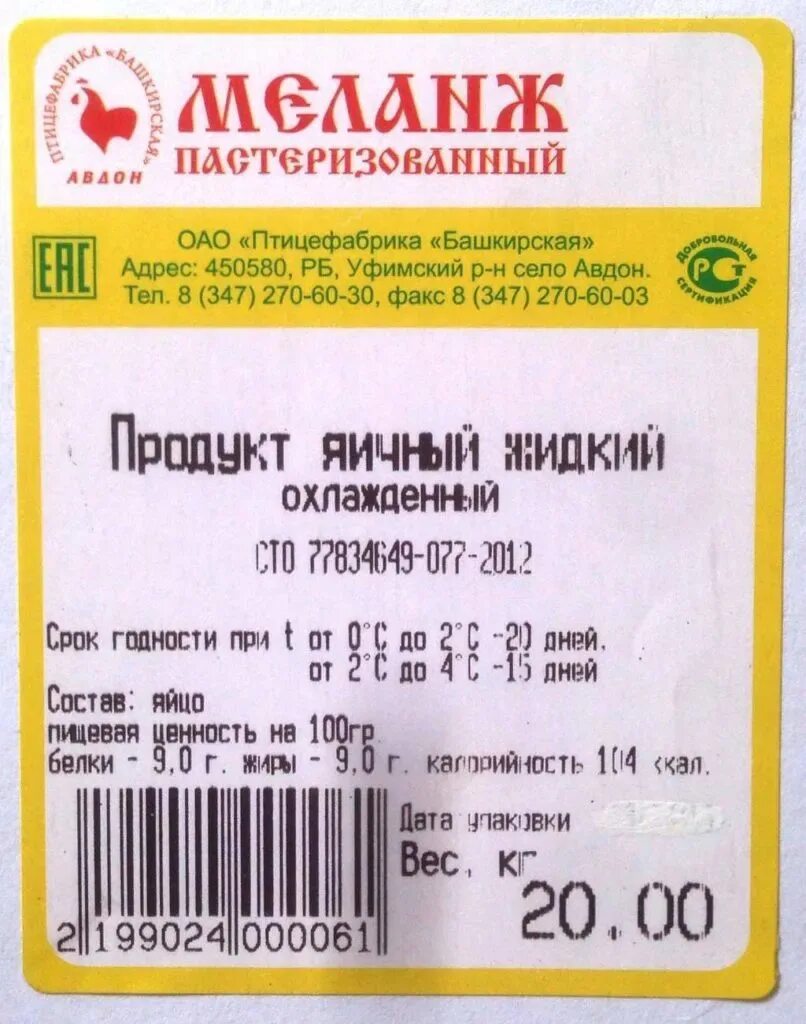 ПТИЦЕФАБРИКА «БАШКИРСКАЯ»
АВДОН
МЕЛАНЖ
ПАСТЕРИЗОВАННЫЙ
EAC
ОАО «Птицефабрика «Башкирская»
Адрес: 450580, РБ, Уфимский р-н село Авдон.
Тел. 8 (347) 270-60-30, факс 8 (347) 270-60-03
ДОБРОВОЛЬНАЯ
РСТ
СЕРТИФИКАЦИЯ
Продукт яичный жидкий
охлажденный
СТО 77834649-077-2012
Срок годности при t от 0°C до 2°C -20 дней.
от 2°C до 4°C -15 дней
Состав: яйцо
пищевая ценность на 100гр
белки - 9,0 г. жиры - 9,0 г. калорийность 104 ккал.
Дата упаковки
Вес, кг
20.00
2 199024 000061